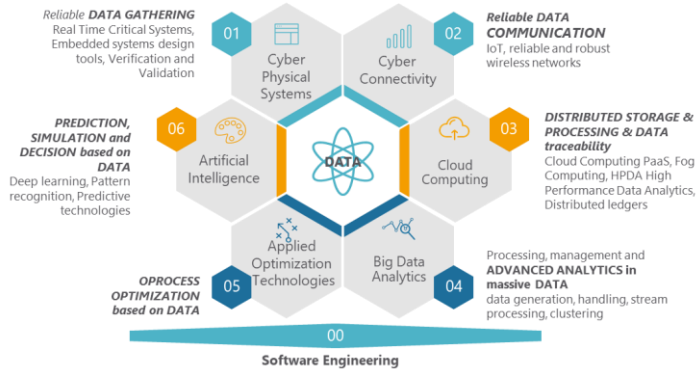 Reliable DATA GATHERING
Real Time Critical Systems,
Embedded systems design
tools, Verification and
Validation
01
Cyber
Physical
Systems
Cyber
Connectivity
02
Reliable DATA
COMMUNICATION
IoT, reliable and robust
wireless networks
PREDICTION,
SIMULATION and
DECISION based on
DATA
Deep learning, Pattern
recognition, Predictive
technologies
06
Artificial
Intelligence
DATA
Cloud
Computing
03
DISTRIBUTED STORAGE &
PROCESSING & DATA
traceability
Cloud Computing PaaS, Fog
Computing, HPDA High
Performance Data Analytics,
Distributed ledgers
OPROCESS
OPTIMIZATION
based on DATA
05
Applied
Optimization
Technologies
Big Data
Analytics
04
Processing, management and
ADVANCED ANALYTICS in
massive DATA
data generation, handling, stream
processing, clustering
00
Software Engineering